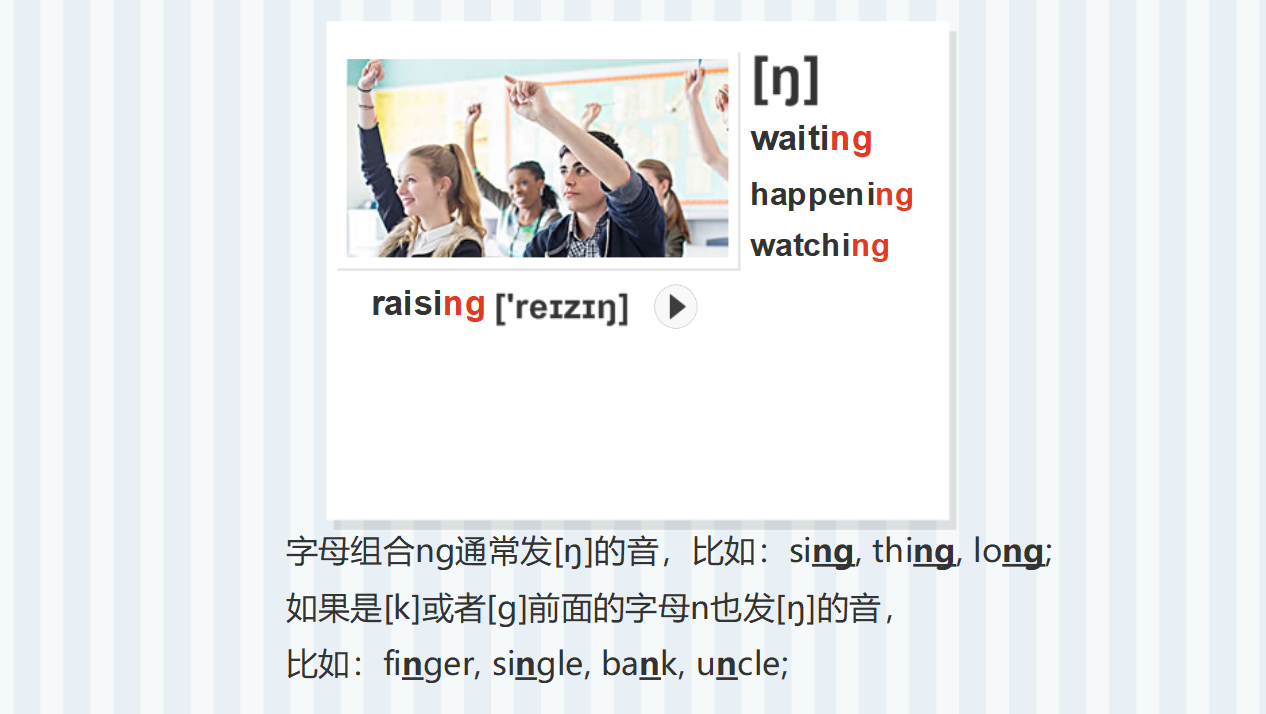 [ŋ]
waiting
happening
watching
raising ['reɪzɪŋ]
字母组合ng通常发[ŋ]的音，比如：sing, thing, long;
如果是[k]或者[g]前面的字母n也发[ŋ]的音，
比如：finger, single, bank, uncle;